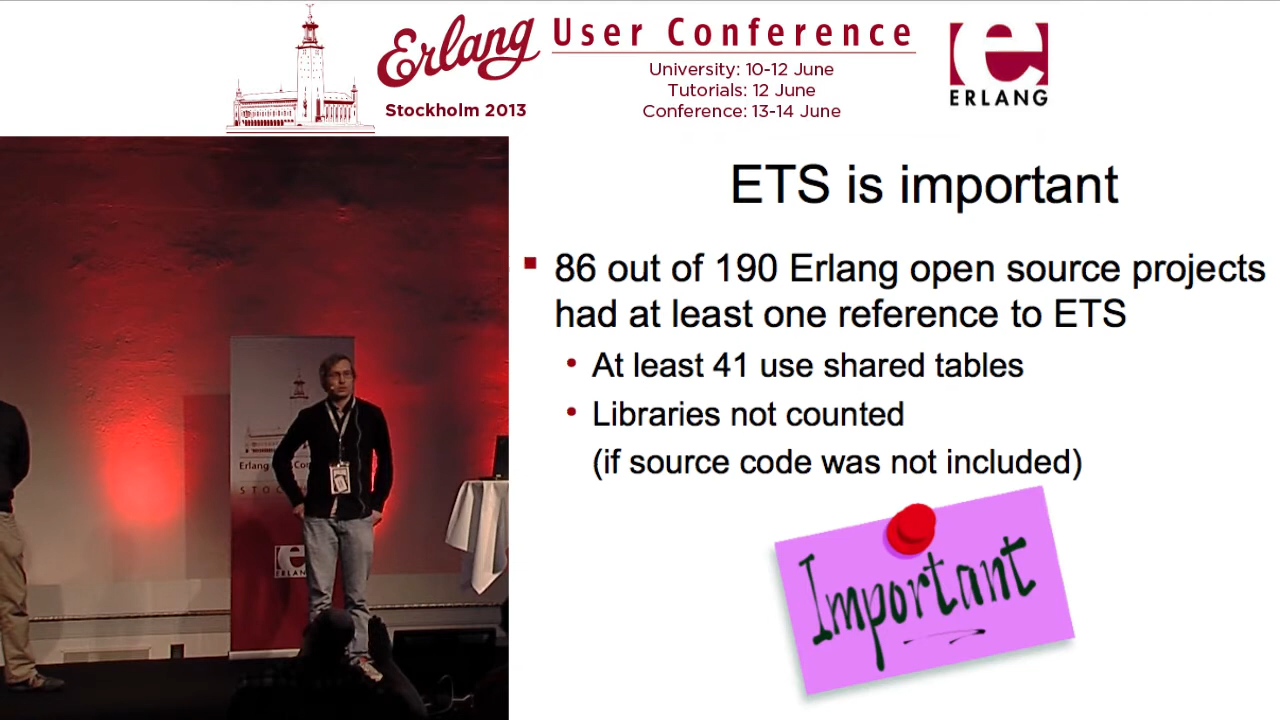 Erlang User Conference
Stockholm 2013
University: 10-12 June
Tutorials: 12 June
Conference: 13-14 June
ERLANG
ETS is important
86 out of 190 Erlang open source projects
had at least one reference to ETS
At least 41 use shared tables
Libraries not counted
(if source code was not included)
Important
Erlang
ERLANG